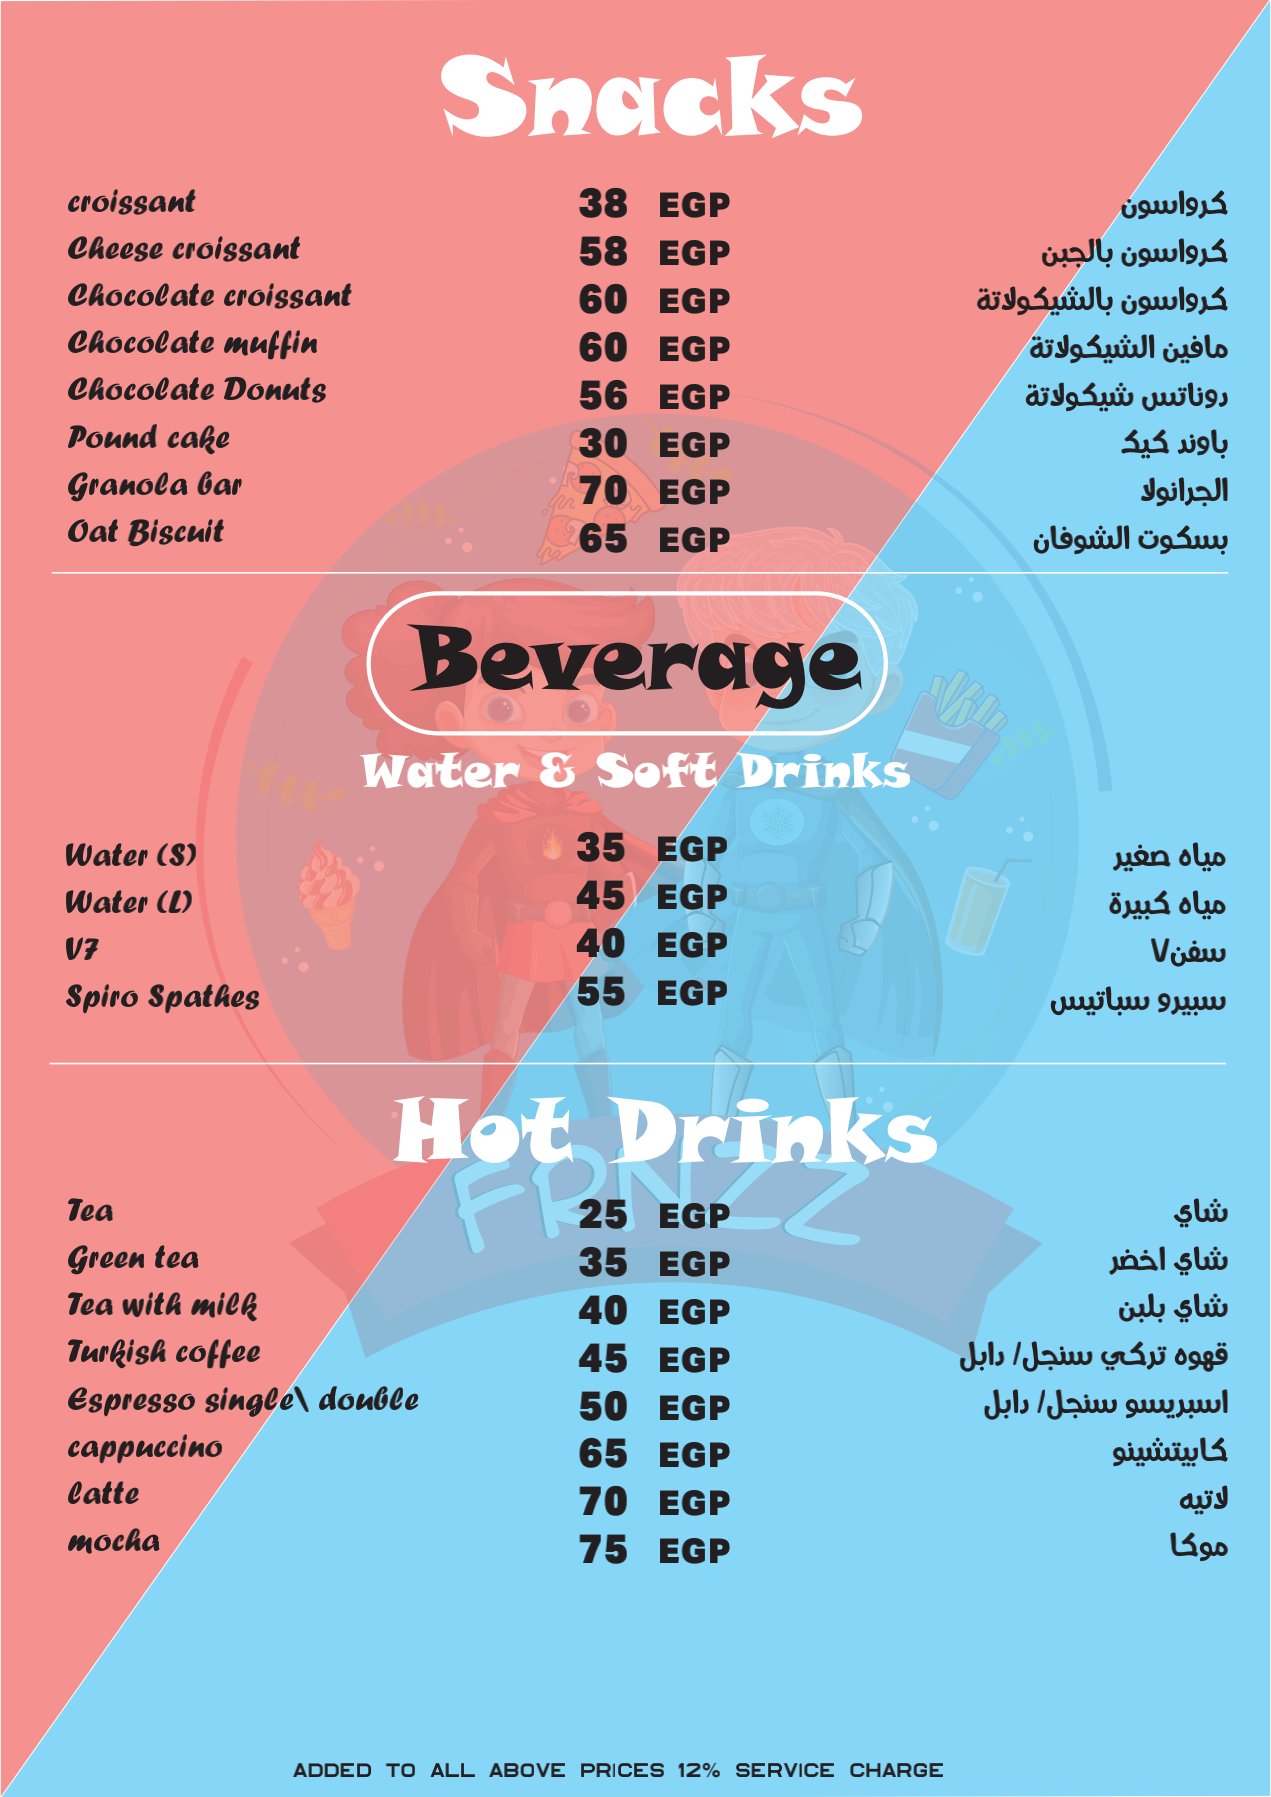 Snacks
croissant 38 EGP كرواسون
Cheese croissant 58 EGP كرواسون بالجبن
Chocolate croissant 60 EGP كرواسون بالشيكولاتة
Chocolate muffin 60 EGP مافين الشيكولاتة
Chocolate Donuts 56 EGP دوناتس شيكولاتة
Pound cake 30 EGP باوند كيك
Granola bar 70 EGP الجرانولا
Oat Biscuit 65 EGP بسكوت الشوفان
Beverage
Water & Soft Drinks
Water (S) 35 EGP مياه صغير
Water (L) 45 EGP مياه كبيرة
V7 40 EGP سفنV
Spiro Spathes 55 EGP سبيرو سباتيس
Hot Drinks
FRNZZ
Tea 25 EGP شاي
Green tea 35 EGP شاي اخضر
Tea with milk 40 EGP شاي بلبن
Turkish coffee 45 EGP قهوه تركي سنجل/ دابل
Espresso single\ double 50 EGP اسبريسو سنجل/ دابل
cappuccino 65 EGP كابيتشينو
latte 70 EGP لاتيه
mocha 75 EGP موكا
ADDED TO ALL ABOVE PRICES 12% SERVICE CHARGE